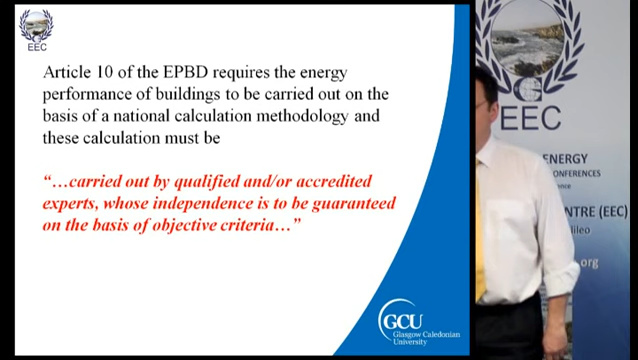 EEC
Article 10 of the EPBD requires the energy
performance of buildings to be carried out on the
basis of a national calculation methodology and
these calculation must be
“…carried out by qualified and/or accredited
experts, whose independence is to be guaranteed
on the basis of objective criteria…”
GCU
Glasgow Caledonian
University
EEC
ENERGY
CONFERENCES
NTRE (EEC)
lileo
.org